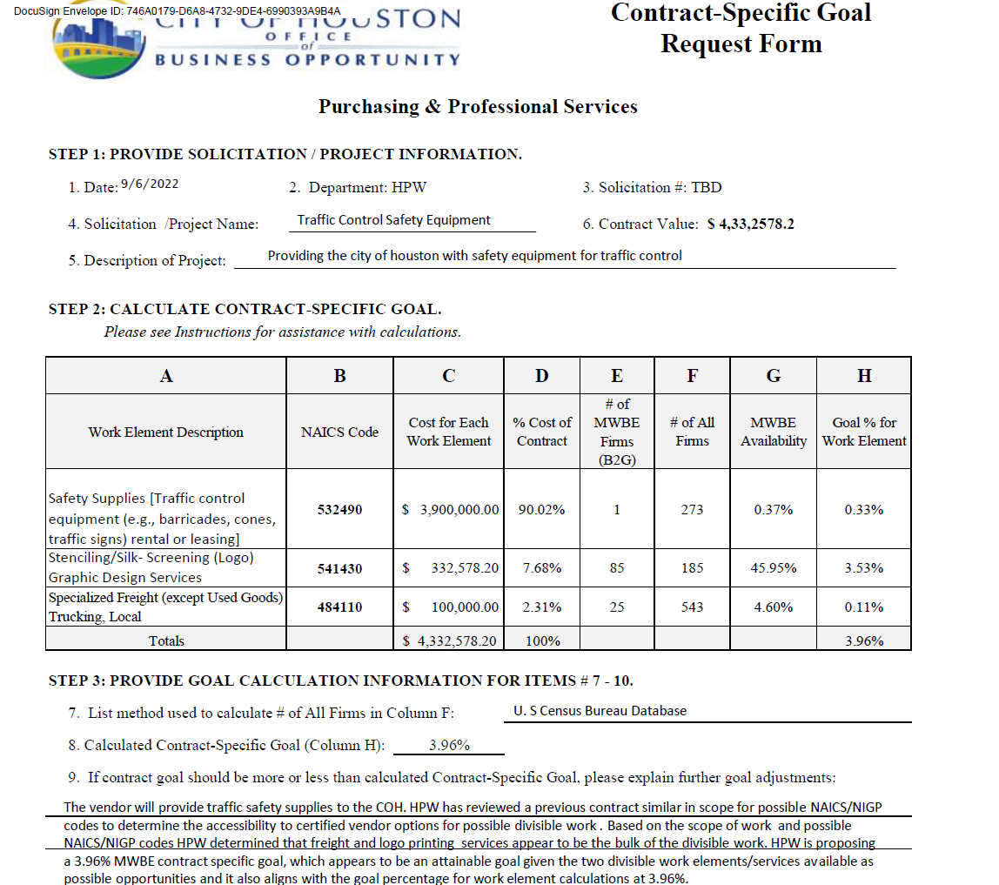 DocuSign Envelope ID: 746A0179-D6A8-4732-9DE4-6990393A9B4A
CITY OF HOUSTON
OFFICE
of
BUSINESS OPPORTUNITY
Contract-Specific Goal
Request Form
Purchasing & Professional Services
STEP 1: PROVIDE SOLICITATION / PROJECT INFORMATION.
1. Date: 9/6/2022 2. Department: HPW 3. Solicitation #: TBD
4. Solicitation /Project Name: Traffic Control Safety Equipment 6. Contract Value: $ 4,33,2578.2
5. Description of Project: Providing the city of houston with safety equipment for traffic control
STEP 2: CALCULATE CONTRACT-SPECIFIC GOAL.
Please see Instructions for assistance with calculations.
A B C D E F G H
Work Element Description NAICS Code Cost for Each Work Element % Cost of Contract # of MWBE Firms (B2G) # of All Firms MWBE Availability Goal % for Work Element
Safety Supplies [Traffic control
equipment (e.g., barricades, cones,
traffic signs) rental or leasing]
532490 $ 3,900,000.00 90.02% 1 273 0.37% 0.33%
Stenciling/Silk- Screening (Logo)
Graphic Design Services
541430 $ 332,578.20 7.68% 85 185 45.95% 3.53%
Specialized Freight (except Used Goods)
Trucking, Local
484110 $ 100,000.00 2.31% 25 543 4.60% 0.11%
Totals $ 4,332,578.20 100% 3.96%
STEP 3: PROVIDE GOAL CALCULATION INFORMATION FOR ITEMS # 7 - 10.
7. List method used to calculate # of All Firms in Column F: U. S Census Bureau Database
8. Calculated Contract-Specific Goal (Column H): 3.96%
9. If contract goal should be more or less than calculated Contract-Specific Goal, please explain further goal adjustments:
The vendor will provide traffic safety supplies to the COH. HPW has reviewed a previous contract similar in scope for possible NAICS/NIGP
codes to determine the accessibility to certified vendor options for possible divisible work . Based on the scope of work and possible
NAICS/NIGP codes HPW determined that freight and logo printing services appear to be the bulk of the divisible work. HPW is proposing
a 3.96% MWBE contract specific goal, which appears to be an attainable goal given the two divisible work elements/services available as
possible opportunities and it also aligns with the goal percentage for work element calculations at 3.96%.